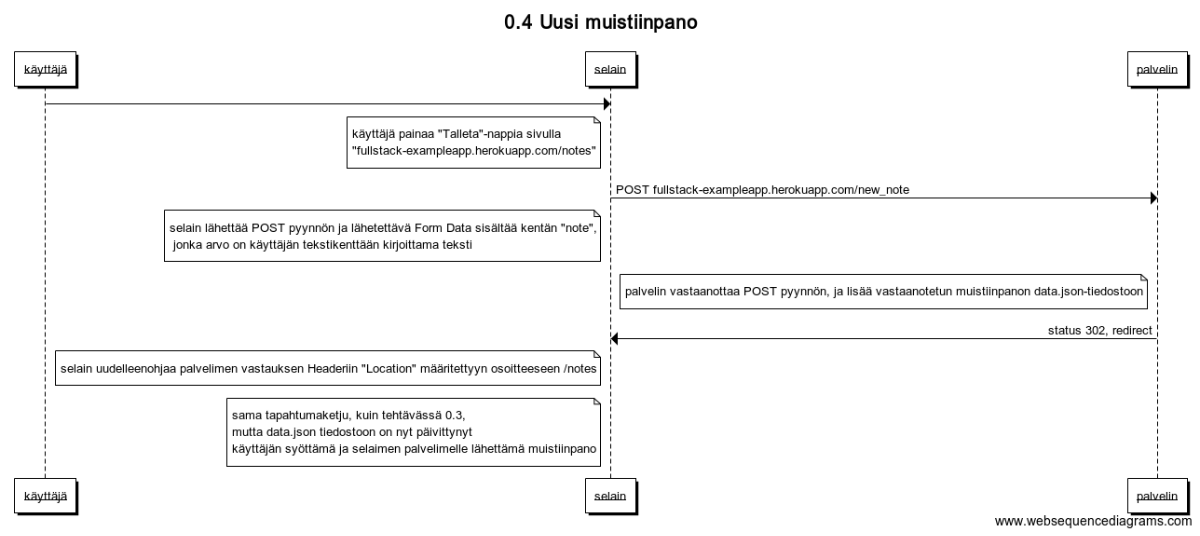 0.4 Uusi muistiinpano
käyttäjä
selain
palvelin
käyttäjä painaa "Talleta"-nappia sivulla
"fullstack-exampleapp.herokuapp.com/notes"
POST fullstack-exampleapp.herokuapp.com/new_note
selain lähettää POST pyynnön ja lähetettävä Form Data sisältää kentän "note",
jonka arvo on käyttäjän tekstikenttään kirjoittama teksti
palvelin vastaanottaa POST pyynnön, ja lisää vastaanotetun muistiinpanon data.json-tiedostoon
status 302, redirect
selain uudelleenohjaa palvelimen vastauksen Headeriin "Location" määritettyyn osoitteeseen /notes
sama tapahtumaketju, kuin tehtävässä 0.3,
mutta data.json tiedostoon on nyt päivittynyt
käyttäjän syöttämä ja selaimen palvelimelle lähettämä muistiinpano
käyttäjä
selain
palvelin
www.websequencediagrams.com